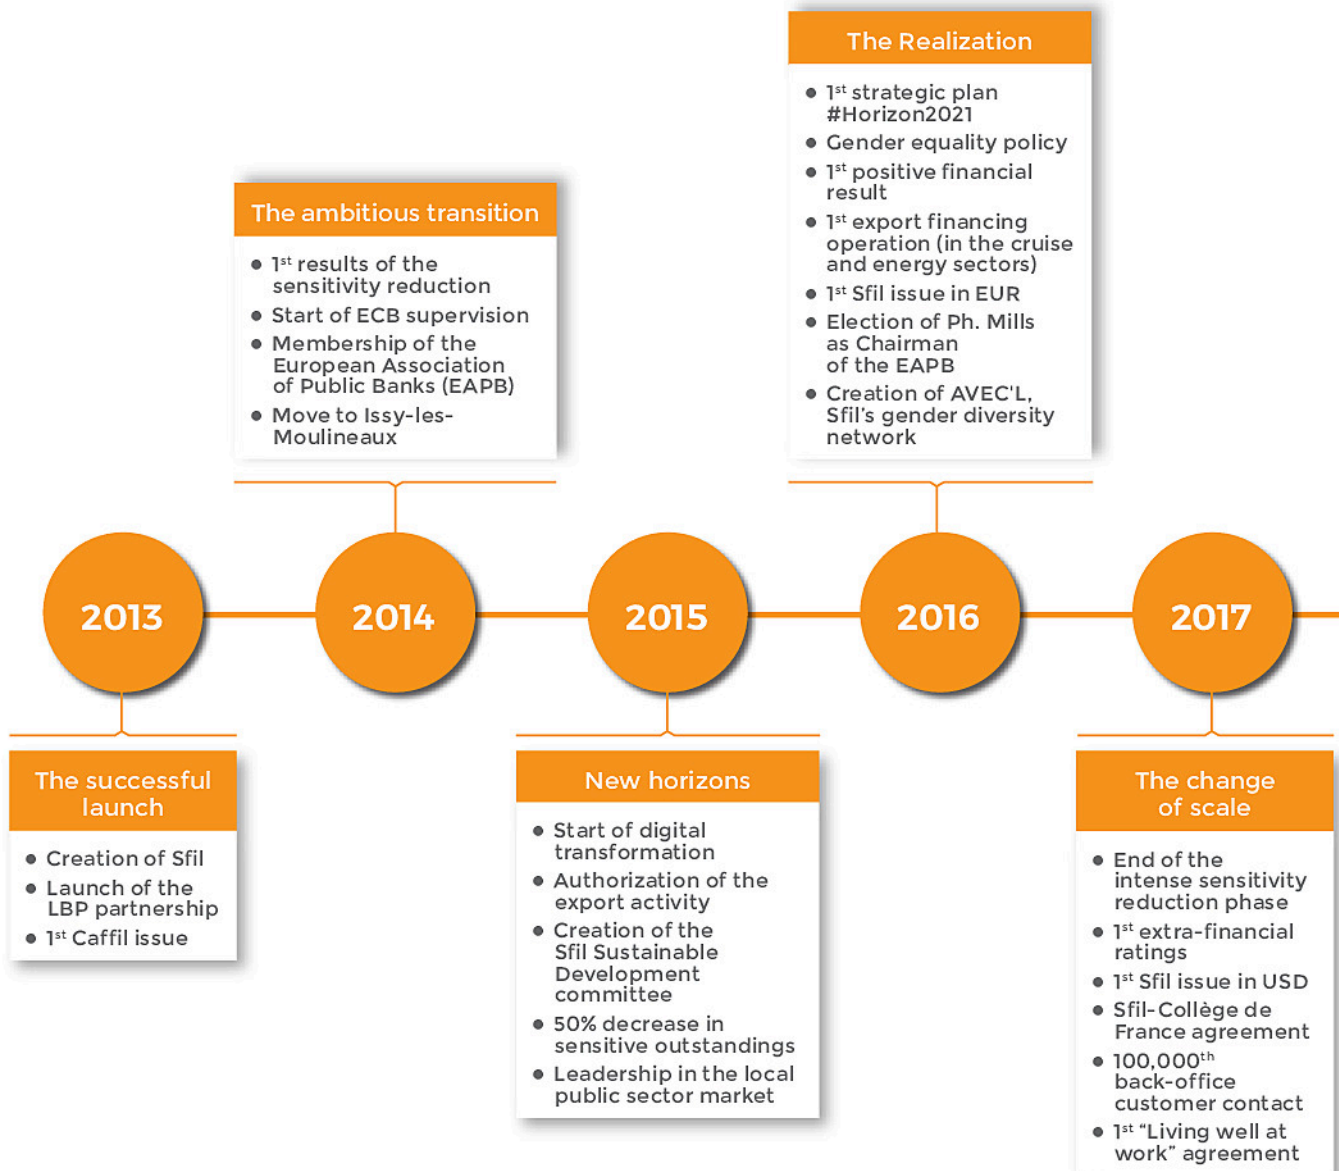 The Realization
• 1st strategic plan
#Horizon2021
• Gender equality policy
• 1st positive financial
result
• 1st export financing
operation (in the cruise
and energy sectors)
• 1st Sfil issue in EUR
• Election of Ph. Mills
as Chairman
of the EAPB
• Creation of AVEC'L,
Sfil's gender diversity
network
The ambitious transition
• 1st results of the
sensitivity reduction
• Start of ECB supervision
• Membership of the
European Association
of Public Banks (EAPB)
• Move to Issy-les-
Moulineaux
2013
2014
2015
2016
2017
The successful
launch
• Creation of Sfil
• Launch of the
LBP partnership
• 1st Caffil issue
New horizons
• Start of digital
transformation
• Authorization of the
export activity
• Creation of the
Sfil Sustainable
Development
committee
• 50% decrease in
sensitive outstandings
• Leadership in the local
public sector market
The change
of scale
• End of the
intense sensitivity
reduction phase
• 1st extra-financial
ratings
• 1st Sfil issue in USD
• Sfil-Collège de
France agreement
• 100,000th
back-office
customer contact
• 1st “Living well at
work” agreement